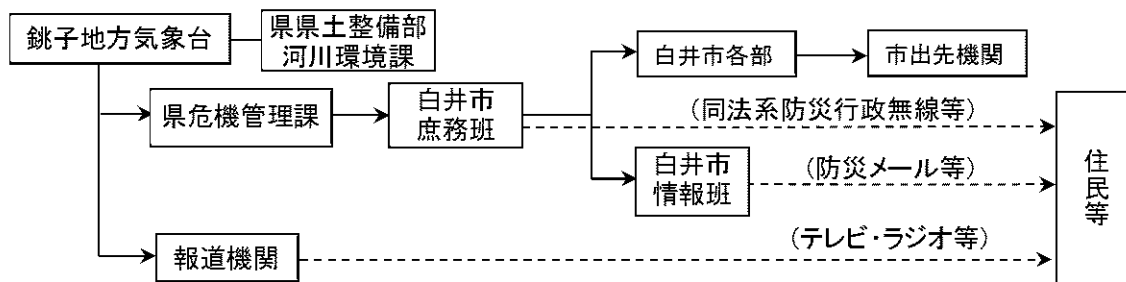 銚子地方気象台
県県土整備部
河川環境課
白井市各部
市出先機関
県危機管理課
白井市
庶務班
(同法系防災行政無線等)
白井市
情報班
(防災メール等)
住民等
報道機関
(テレビ・ラジオ等)